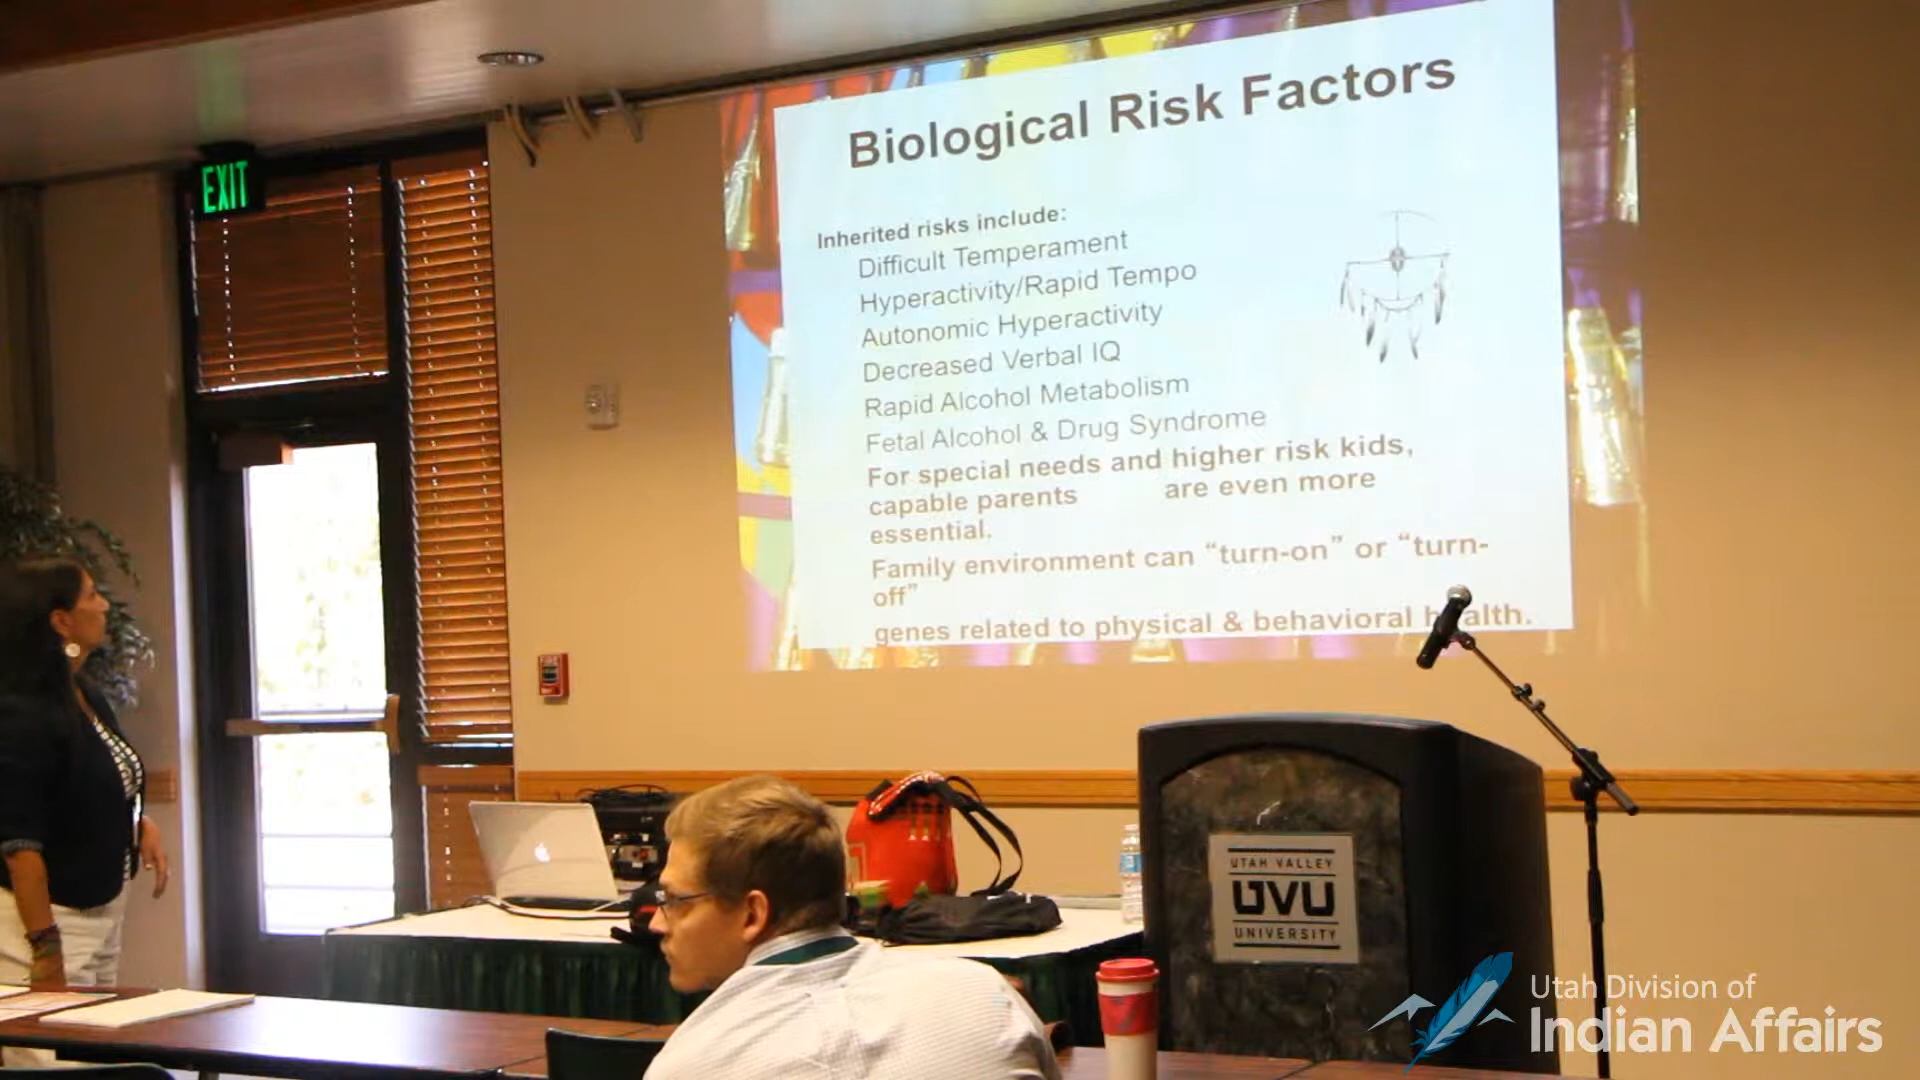 EXIT
Biological Risk Factors
Inherited risks include:
Difficult Temperament
Hyperactivity/Rapid Tempo
Autonomic Hyperactivity
Decreased Verbal IQ
Rapid Alcohol Metabolism
Fetal Alcohol & Drug Syndrome
For special needs and higher risk kids,
capable parents are even more
essential.
Family environment can “turn-on” or “turn-
off”
genes related to physical & behavioral health.
FIRE
UTAH VALLEY
UVU
UNIVERSITY
Utah Division of
Indian Affairs